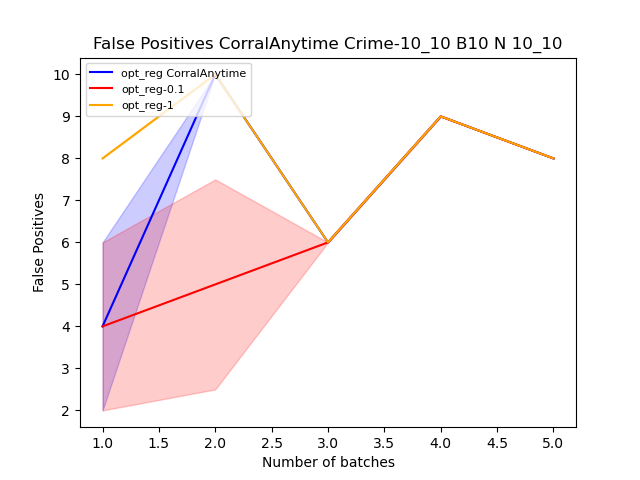 False Positives CorralAnytime Crime-10_10 B10 N 10_10
opt_reg CorralAnytime
opt_reg-0.1
opt_reg-1
10
9
8
7
6
5
4
3
2
False Positives
1.0 1.5 2.0 2.5 3.0 3.5 4.0 4.5 5.0
Number of batches